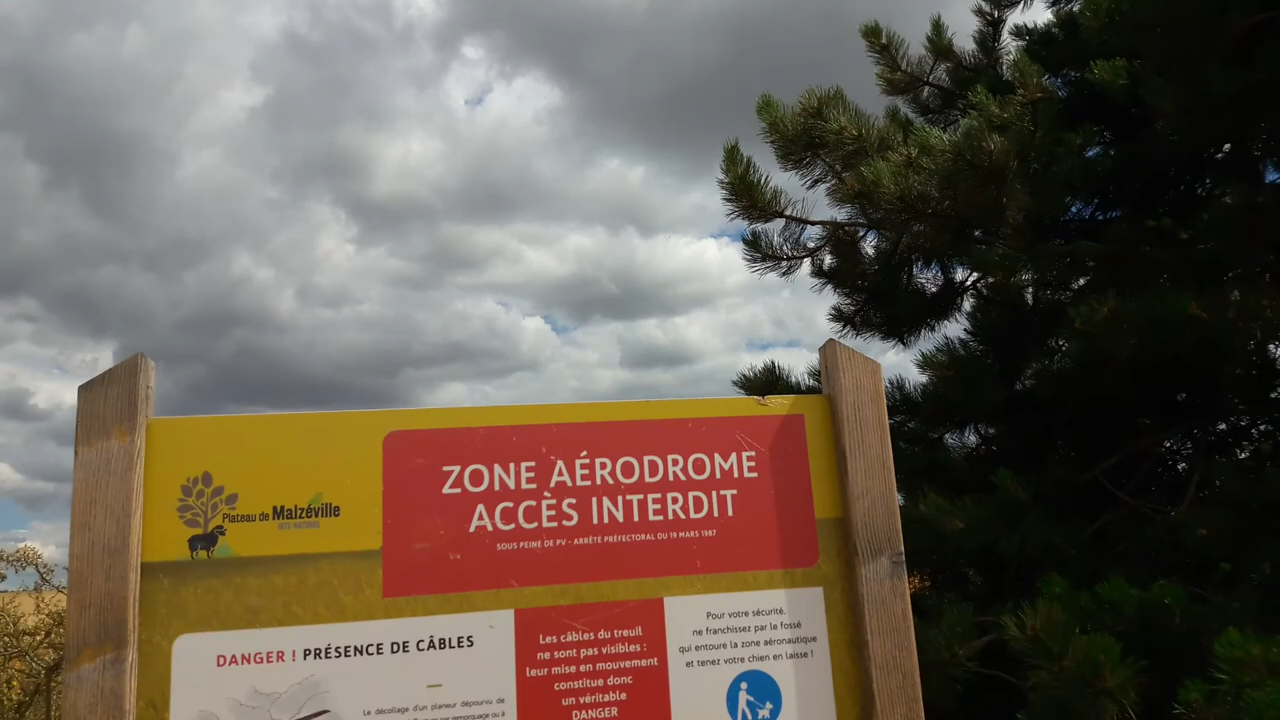 Plateau de Malzéville
ZONE AÉRODROME
ACCÈS INTERDIT
SOUS PEINE DE PV - ARRÊTÉ PRÉFECTORAL DU 19 MARS 1987
DANGER ! PRÉSENCE DE CÂBLES
Le décollage d'un planeur dépourvu de
par remorquage ou à
Les câbles du treuil
ne sont pas visibles :
leur mise en mouvement
constitue donc
un véritable
DANGER
Pour votre sécurité,
ne franchissez par le fossé
qui entoure la zone aéronautique
et tenez votre chien en laisse !